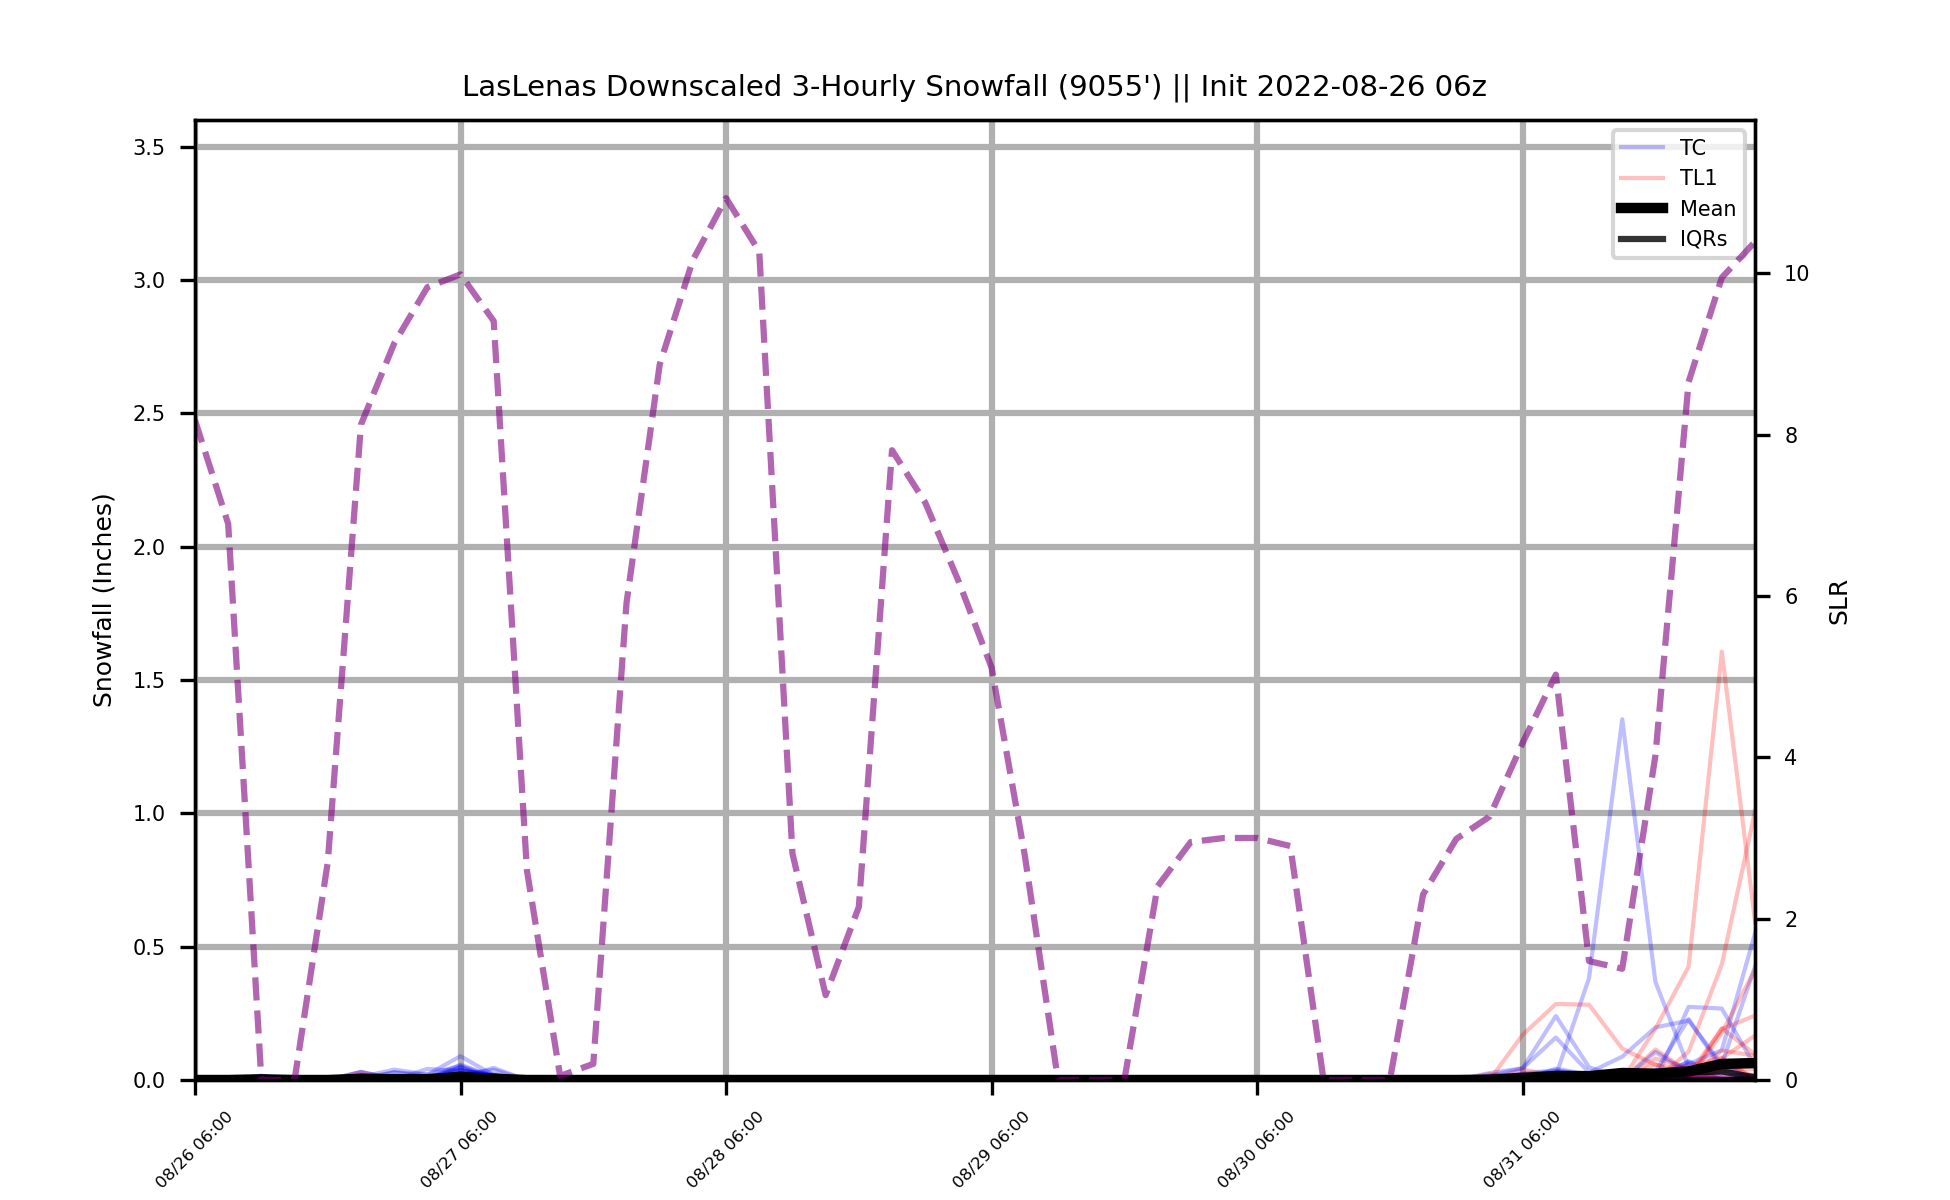 LasLenas Downscaled 3-Hourly Snowfall (9055') || Init 2022-08-26 06z
TC
TL1
Mean
IQRs
Snowfall (Inches)
3.5
3.0
2.5
2.0
1.5
1.0
0.5
0.0
SLR
10
8
6
4
2
0
08/26 06:00
08/27 06:00
08/28 06:00
08/29 06:00
08/30 06:00
08/31 06:00